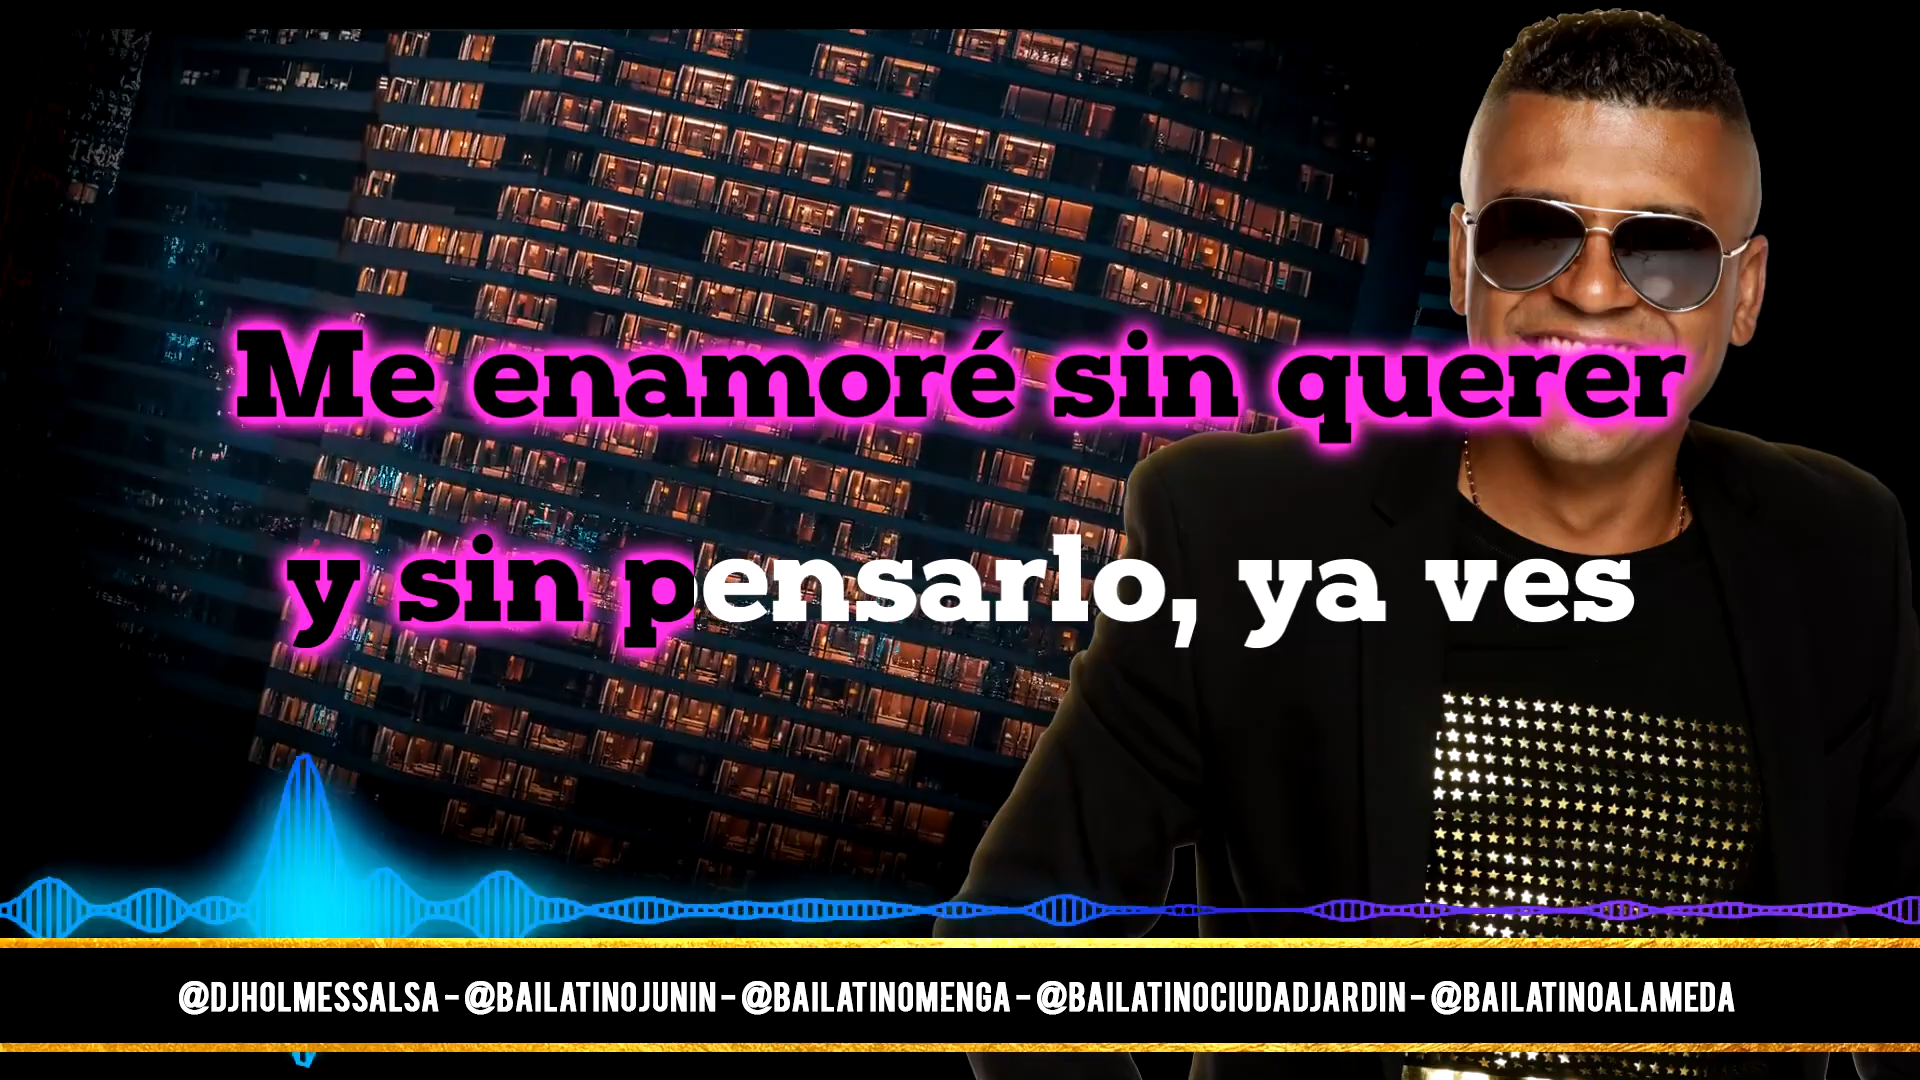 Me enamoré sin querer
y sin pensarlo, ya ves
@DJHOLMESSALSA - @BAILATINOJUNIN - @BAILATINOMENGA - @BAILATINOCIUDADJARDIN - @BAILATINOALAMEDA